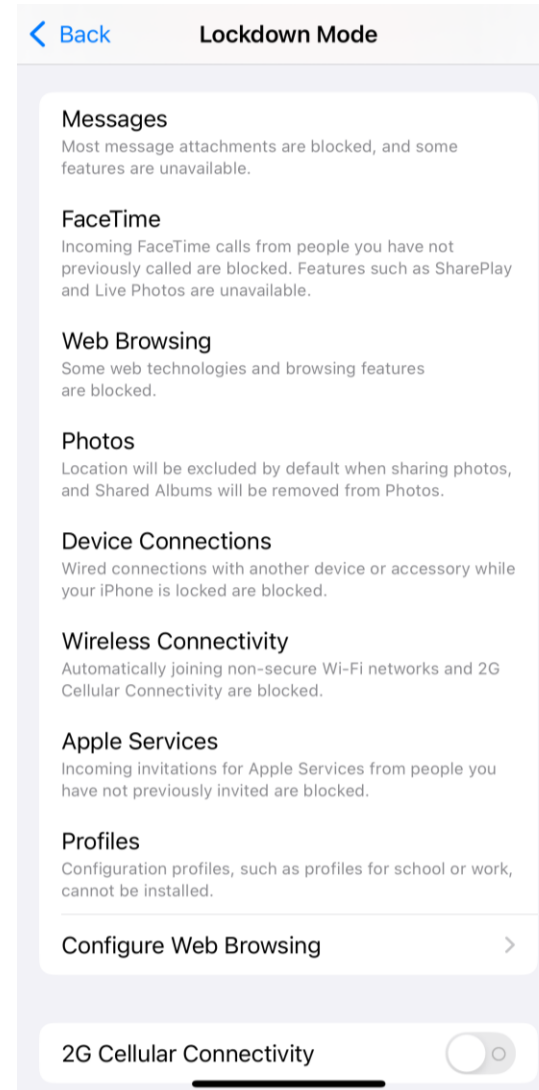 Back
Lockdown Mode
Messages
Most message attachments are blocked, and some
features are unavailable.
FaceTime
Incoming FaceTime calls from people you have not
previously called are blocked. Features such as SharePlay
and Live Photos are unavailable.
Web Browsing
Some web technologies and browsing features
are blocked.
Photos
Location will be excluded by default when sharing photos,
and Shared Albums will be removed from Photos.
Device Connections
Wired connections with another device or accessory while
your iPhone is locked are blocked.
Wireless Connectivity
Automatically joining non-secure Wi-Fi networks and 2G
Cellular Connectivity are blocked.
Apple Services
Incoming invitations for Apple Services from people you
have not previously invited are blocked.
Profiles
Configuration profiles, such as profiles for school or work,
cannot be installed.
Configure Web Browsing
2G Cellular Connectivity